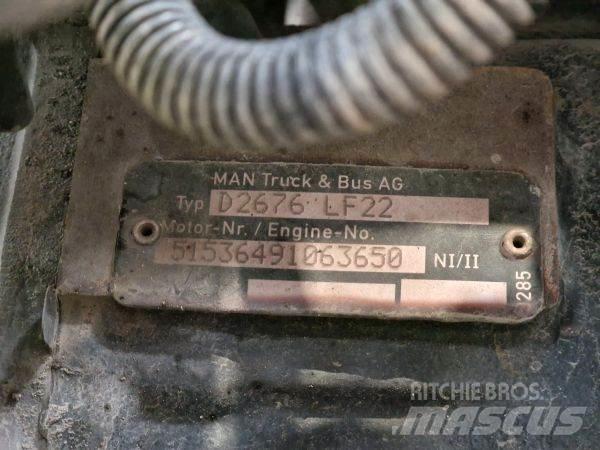 MAN Truck & Bus AG
Typ D2676 LF22
Motor-Nr. / Engine-No.
51536491063650 NI/II
285
RITCHIE BROS.
MASCUS